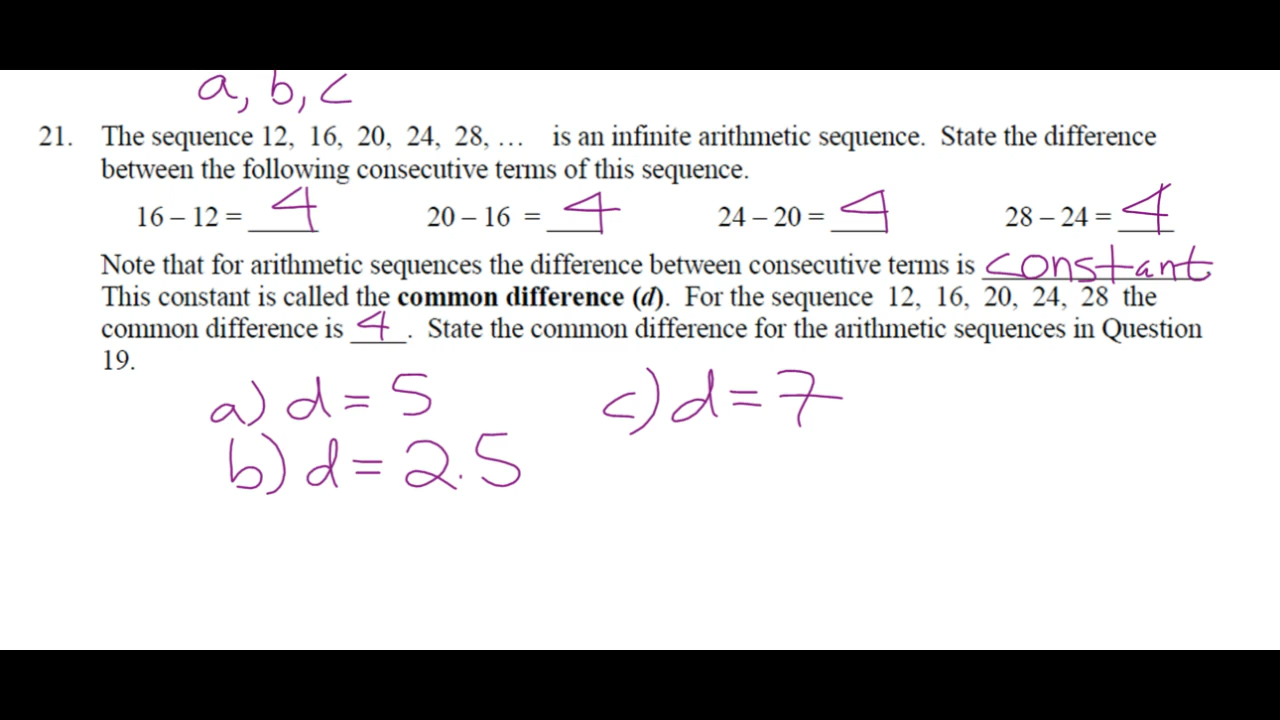 a, b, c
21. The sequence 12, 16, 20, 24, 28, … is an infinite arithmetic sequence. State the difference
between the following consecutive terms of this sequence.
16 – 12 = 4 20 – 16 = 4 24 – 20 = 4 28 – 24 = 4
Note that for arithmetic sequences the difference between consecutive terms is constant
This constant is called the common difference (d). For the sequence 12, 16, 20, 24, 28 the
common difference is 4. State the common difference for the arithmetic sequences in Question
19.
a) d = 5 c) d = 7
b) d = 2.5